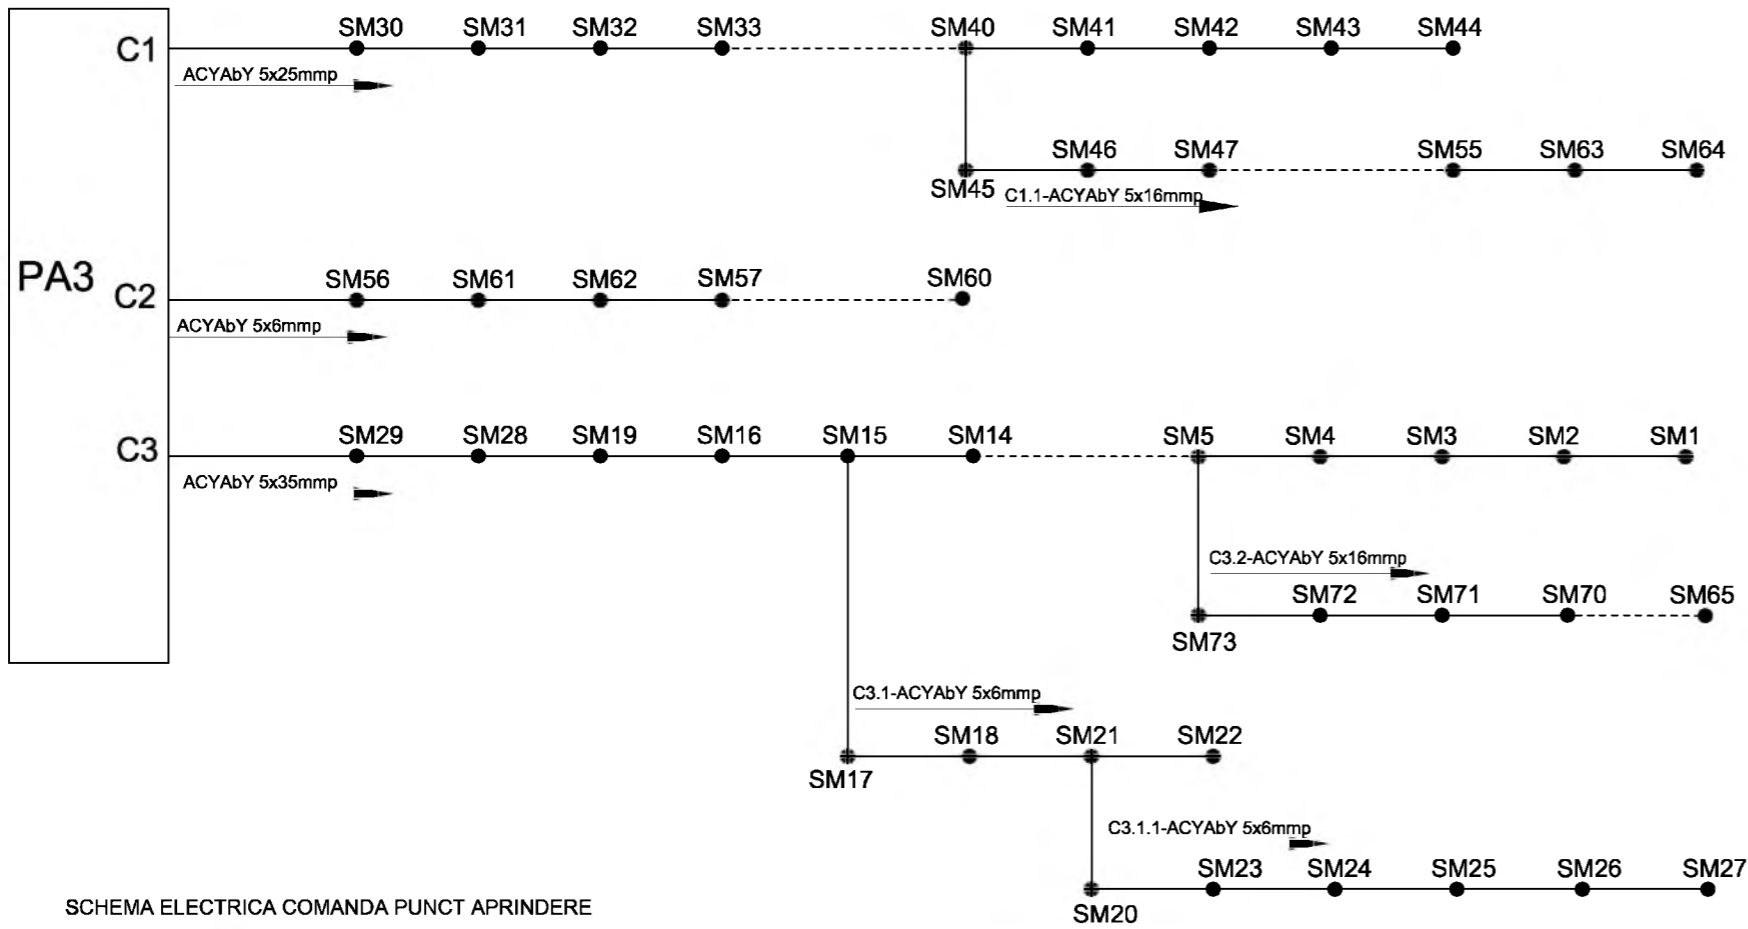 SM30 SM31 SM32 SM33 SM40 SM41 SM42 SM43 SM44
C1
ACYAbY 5x25mmp
SM46 SM47 SM55 SM63 SM64
SM45
C1.1-ACYAbY 5x16mmp
PA3
SM56 SM61 SM62 SM57 SM60
C2
ACYAbY 5x6mmp
SM29 SM28 SM19 SM16 SM15 SM14 SM5 SM4 SM3 SM2 SM1
C3
ACYAbY 5x35mmp
C3.2-ACYAbY 5x16mmp
SM72 SM71 SM70 SM65
SM73
C3.1-ACYAbY 5x6mmp
SM18 SM21 SM22
SM17
C3.1.1-ACYAbY 5x6mmp
SM23 SM24 SM25 SM26 SM27
SM20
SCHEMA ELECTRICA COMANDA PUNCT APRINDERE